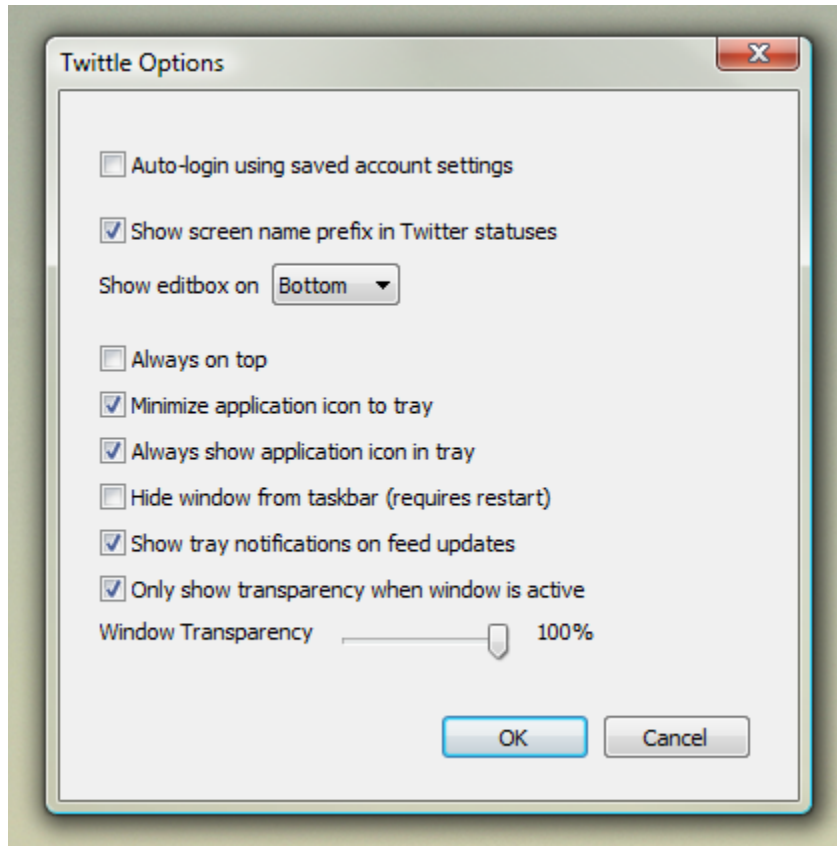 Twittle Options
Auto-login using saved account settings
Show screen name prefix in Twitter statuses
Show editbox on Bottom
Always on top
Minimize application icon to tray
Always show application icon in tray
Hide window from taskbar (requires restart)
Show tray notifications on feed updates
Only show transparency when window is active
Window Transparency 100%
OK Cancel